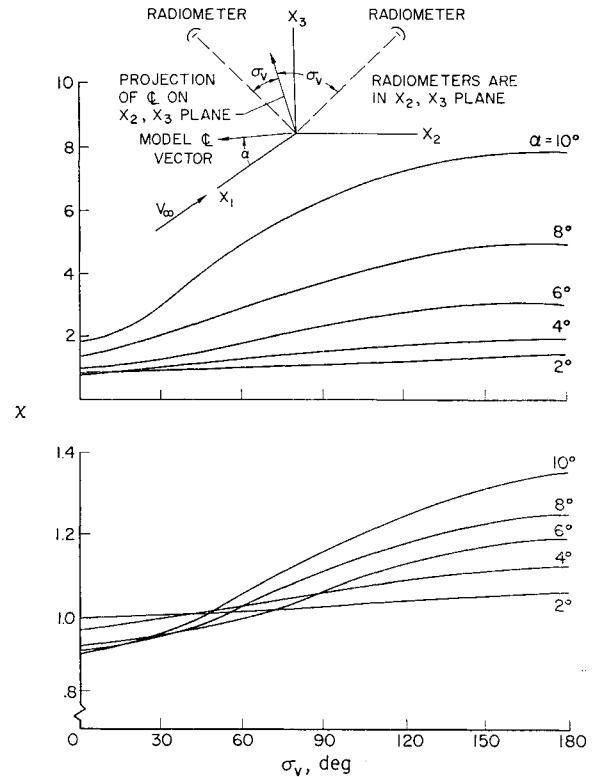 RADIOMETER X₃ RADIOMETER
σᵥ σᵥ
PROJECTION
OF ℄ ON
X₂, X₃ PLANE
RADIOMETERS ARE
IN X₂, X₃ PLANE
MODEL ℄
VECTOR
α
X₂
V∞ X₁
10
8
6
4
2
α = 10°
8°
6°
4°
2°
χ
1.4
1.2
1.0
.8
10°
8°
6°
4°
2°
0 30 60 90 120 150 180
σᵥ, deg